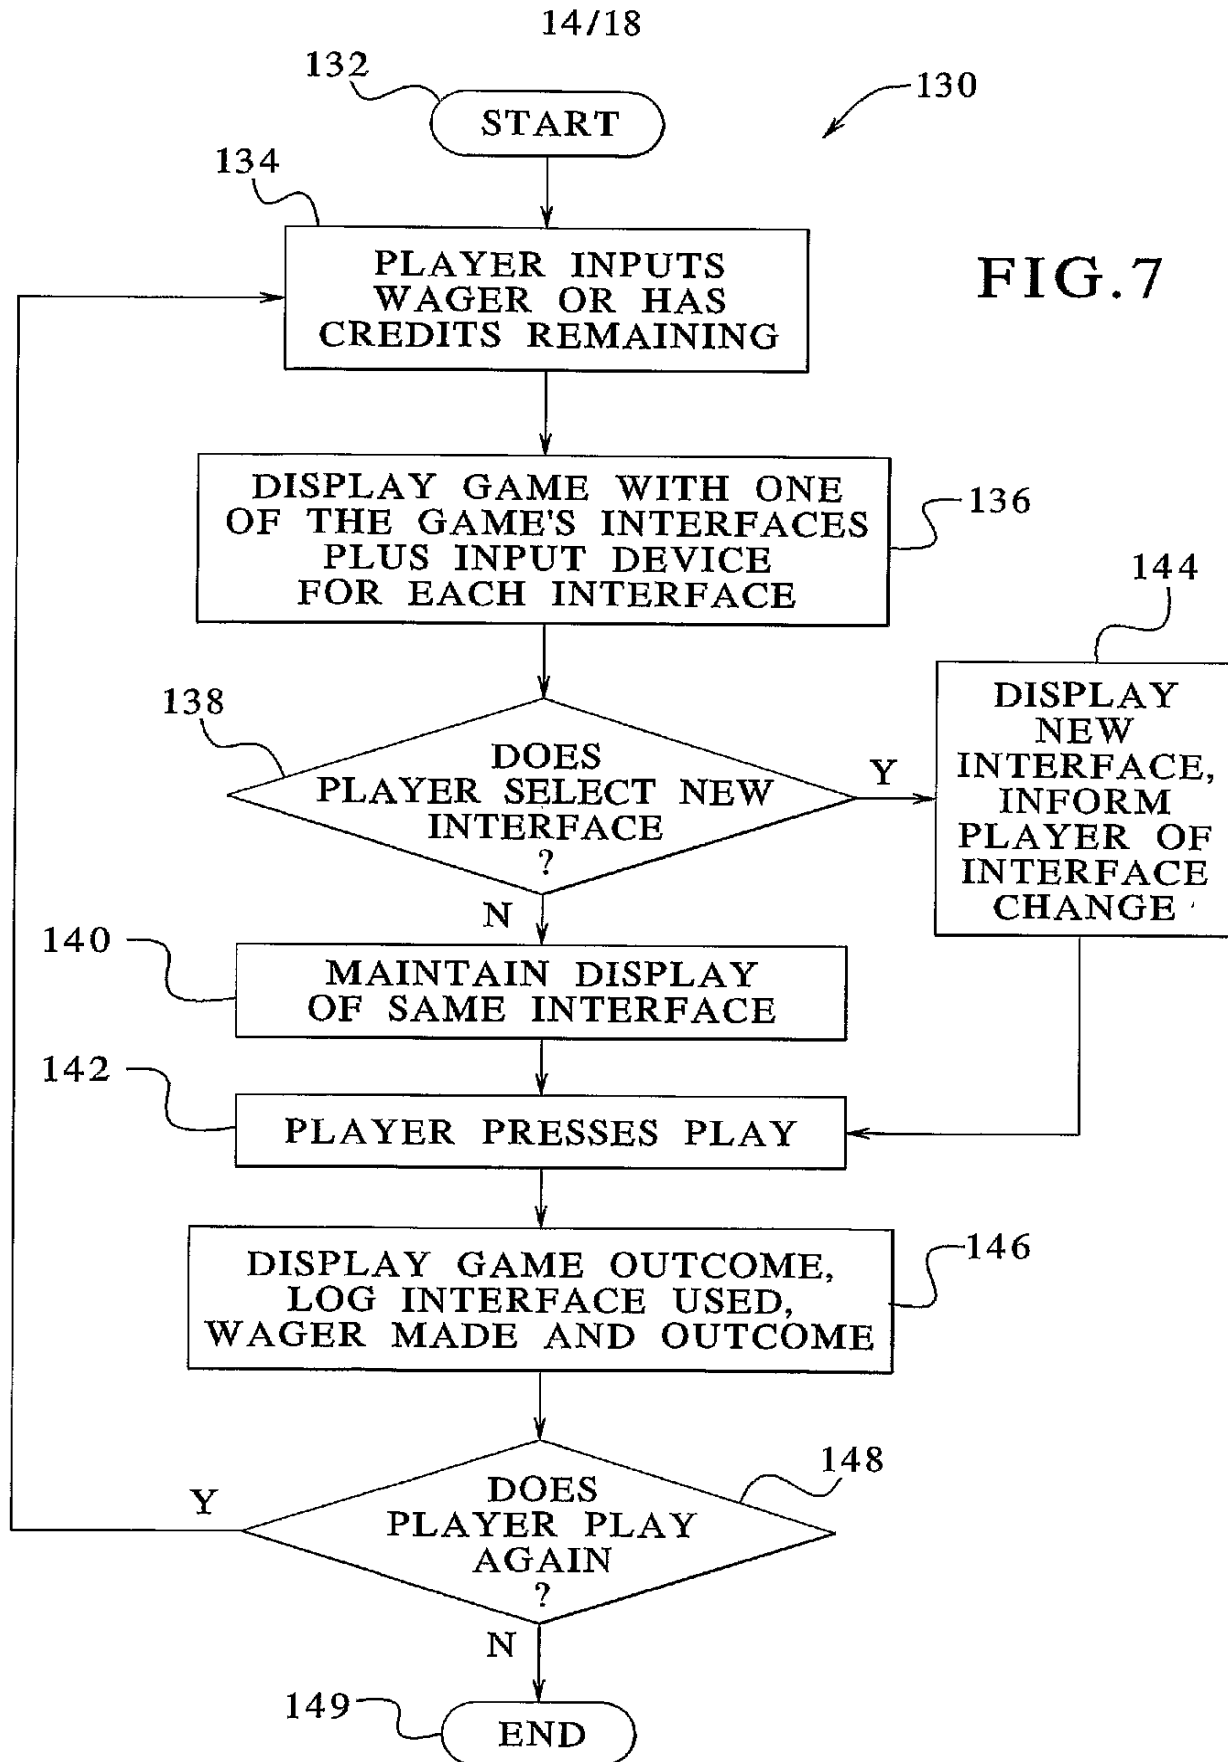 14/18
132
130
START
134
PLAYER INPUTS
WAGER OR HAS
CREDITS REMAINING
FIG.7
DISPLAY GAME WITH ONE
OF THE GAME'S INTERFACES
PLUS INPUT DEVICE
FOR EACH INTERFACE
136
144
138
DOES
PLAYER SELECT NEW
INTERFACE
?
Y
DISPLAY
NEW
INTERFACE,
INFORM
PLAYER OF
INTERFACE
CHANGE
N
140
MAINTAIN DISPLAY
OF SAME INTERFACE
142
PLAYER PRESSES PLAY
DISPLAY GAME OUTCOME,
LOG INTERFACE USED,
WAGER MADE AND OUTCOME
146
148
Y
DOES
PLAYER PLAY
AGAIN
?
N
149
END